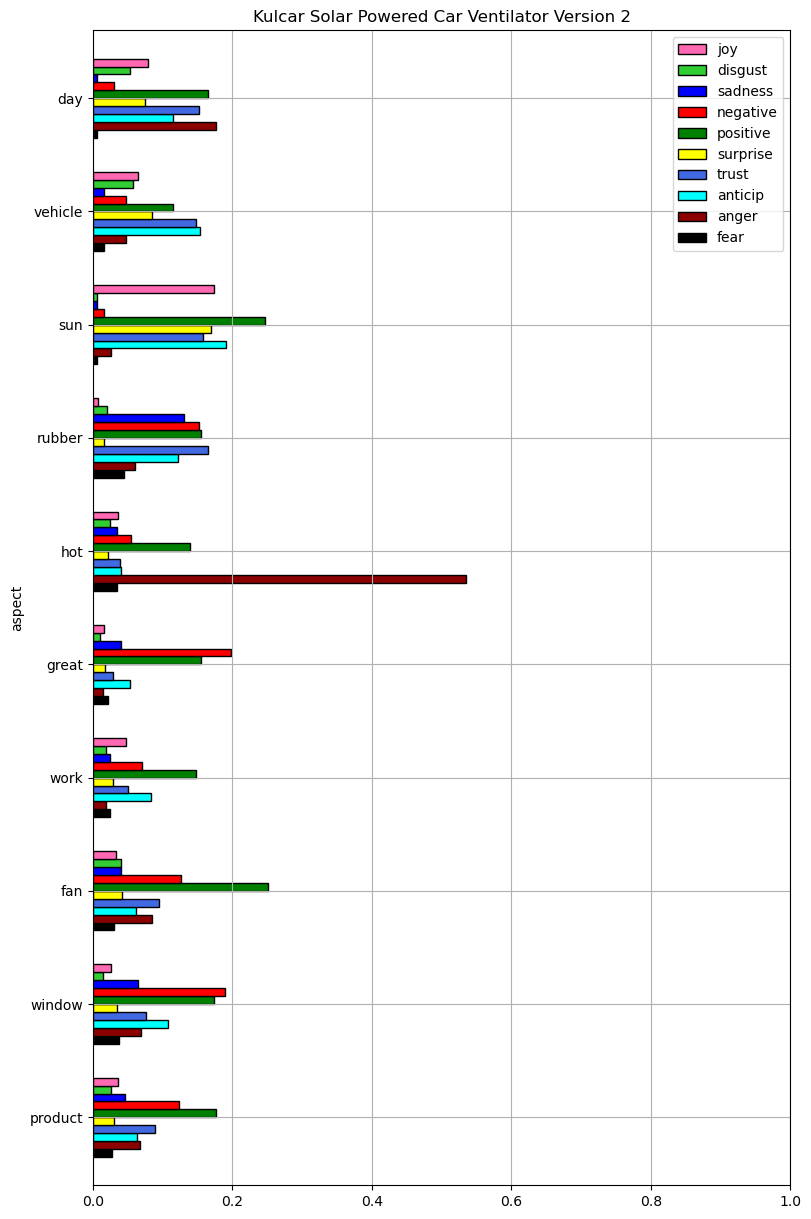 Kulcar Solar Powered Car Ventilator Version 2
joy
disgust
sadness
negative
positive
surprise
trust
anticip
anger
fear
aspect
day
vehicle
sun
rubber
hot
great
work
fan
window
product
0.0 0.2 0.4 0.6 0.8 1.0